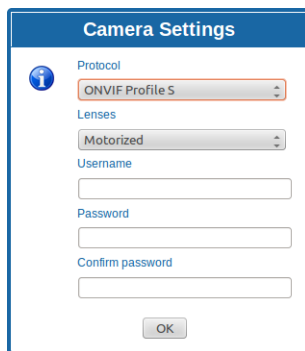 Camera Settings
Protocol
ONVIF Profile S
Lenses
Motorized
Username
Password
Confirm password
OK